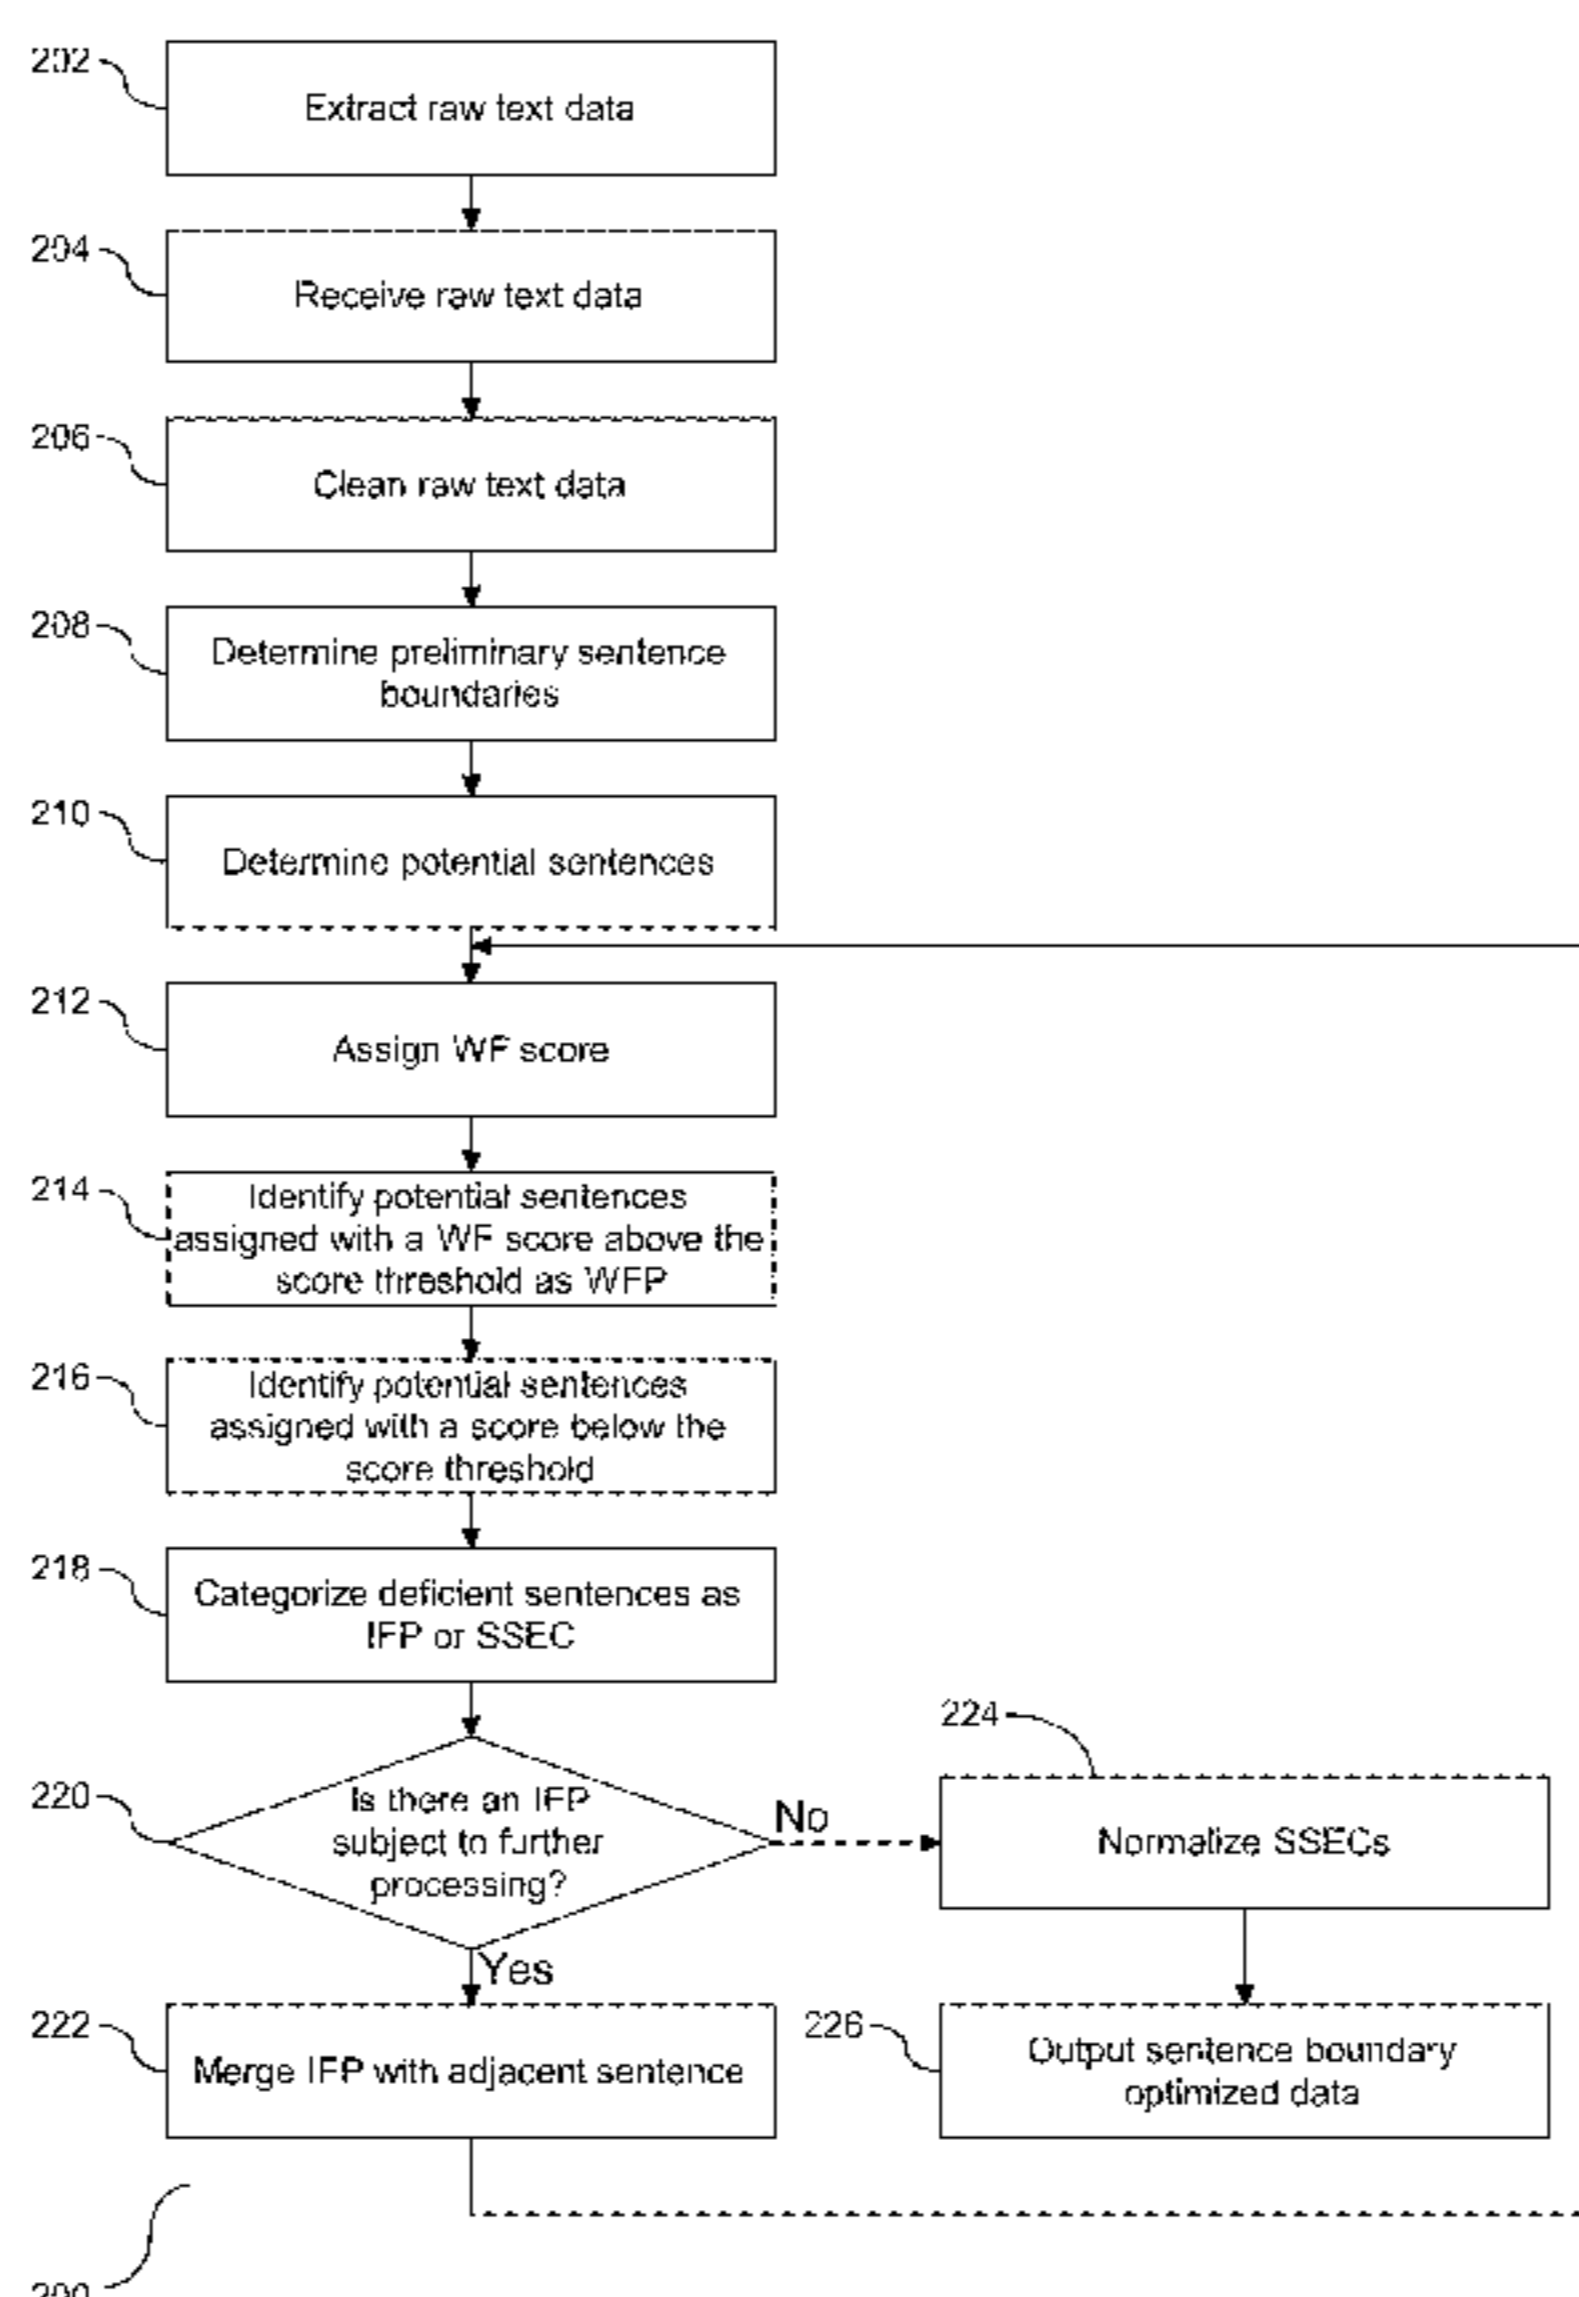 202
Extract raw text data
204
Receive raw text data
206
Clean raw text data
208
Determine preliminary sentence
boundaries
210
Determine potential sentences
212
Assign WF score
214
Identify potential sentences
assigned with a WF score above the
score threshold as WFP
216
Identify potential sentences
assigned with a score below the
score threshold
218
Categorize deficient sentences as
IFP or SSEC
220
Is there an IFP
subject to further
processing?
No
224
Normalize SSECs
Yes
222
Merge IFP with adjacent sentence
226
Output sentence boundary
optimized data
200